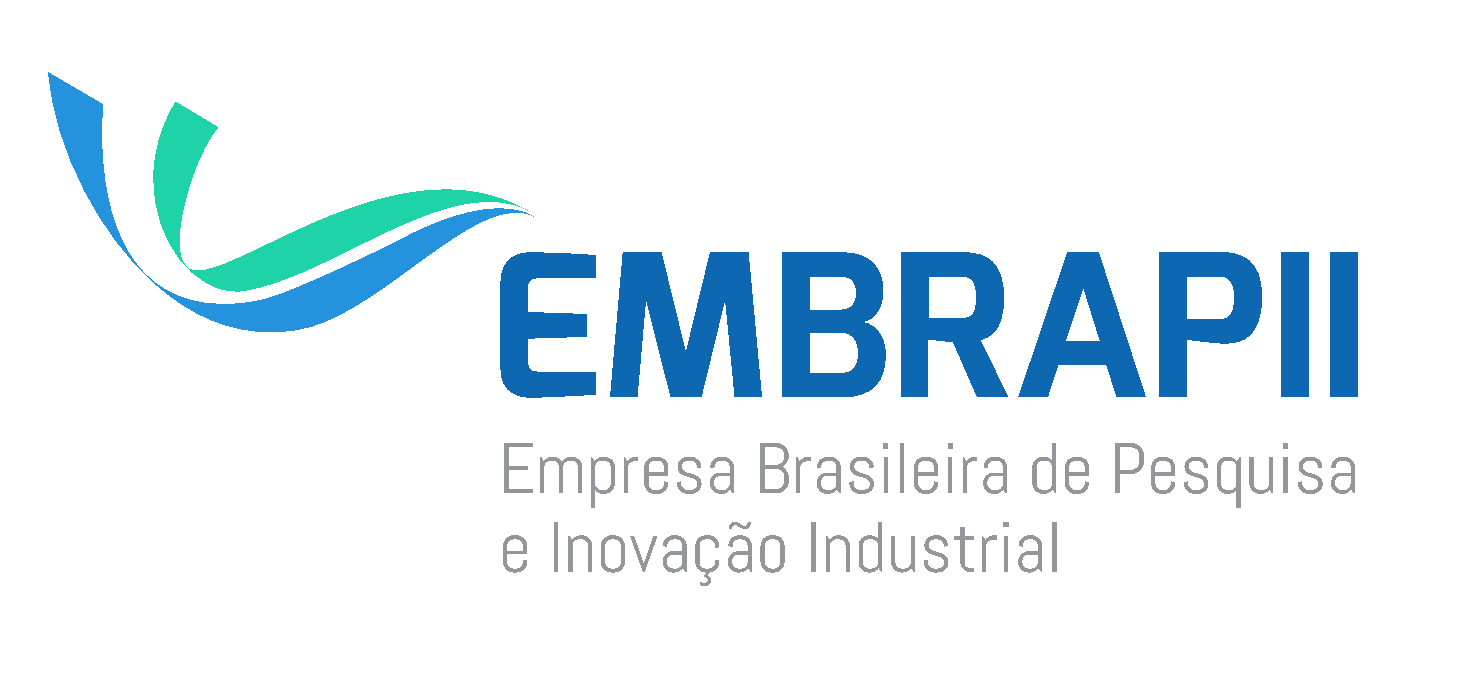 EMBRAPII
Empresa Brasileira de Pesquisa
e Inovação Industrial